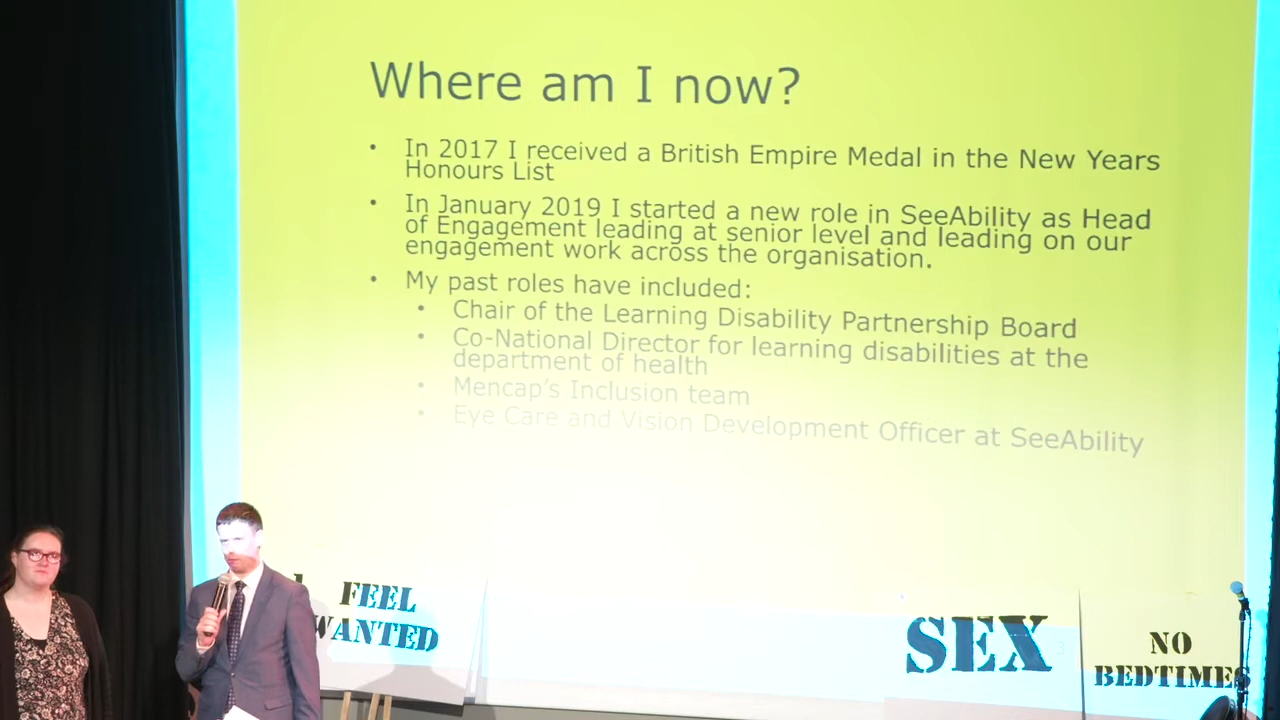 Where am I now?
• In 2017 I received a British Empire Medal in the New Years
Honours List
• In January 2019 I started a new role in SeeAbility as Head
of Engagement leading at senior level and leading on our
engagement work across the organisation.
• My past roles have included:
• Chair of the Learning Disability Partnership Board
• Co-National Director for learning disabilities at the
department of health
• Mencap's Inclusion team
• Eye Care and Vision Development Officer at SeeAbility
FEEL
WANTED
SEX
NO
BEDTIMES